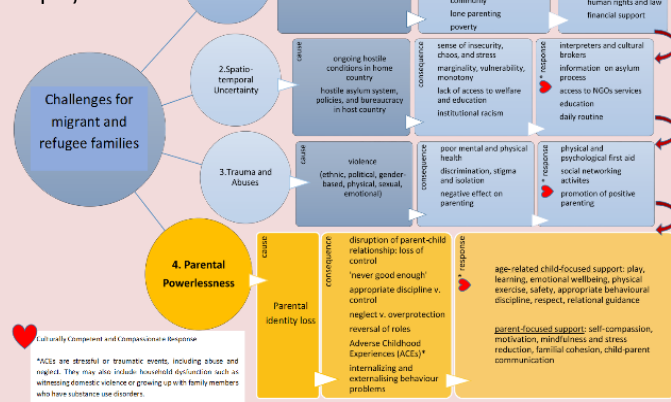 community
lone parenting
poverty
human rights and law
financial support
Challenges for
migrant and
refugee families
2.Spatio-
temporal
Uncertainty
cause
ongoing hostile
conditions in home
country
hostile asylum system,
policies, and bureaucracy
in host country
consequence
sense of insecurity,
chaos, and stress
marginality, vulnerability,
monotony
lack of access to welfare
and education
institutional racism
* response
interpreters and cultural
brokers
information on asylum
process
access to NGOs services
education
daily routine
3.Trauma and
Abuses
cause
violence
(ethnic, political, gender-
based, physical, sexual,
emotional)
consequence
poor mental and physical
health
discrimination, stigma
and isolation
negative effect on
parenting
* response
physical and
psychological first aid
social networking
activites
promotion of positive
parenting
4. Parental
Powerlessness
cause
Parental
identity loss
consequence
disruption of parent-child
relationship: loss of
control
'never good enough'
appropriate discipline v.
control
neglect v. overprotection
reversal of roles
Adverse Childhood
Experiences (ACEs)*
internalizing and
externalising behaviour
problems
* response
age-related child-focused support: play,
learning, emotional wellbeing, physical
exercise, safety, appropriate behavioural
discipline, respect, relational guidance
parent-focused support: self-compassion,
motivation, mindfulness and stress
reduction, familial cohesion, child-parent
communication
Culturally Competent and Compassionate Response
*ACEs are stressful or traumatic events, including abuse and
neglect. They may also include household dysfunction such as
witnessing domestic violence or growing up with family members
who have substance use disorders.